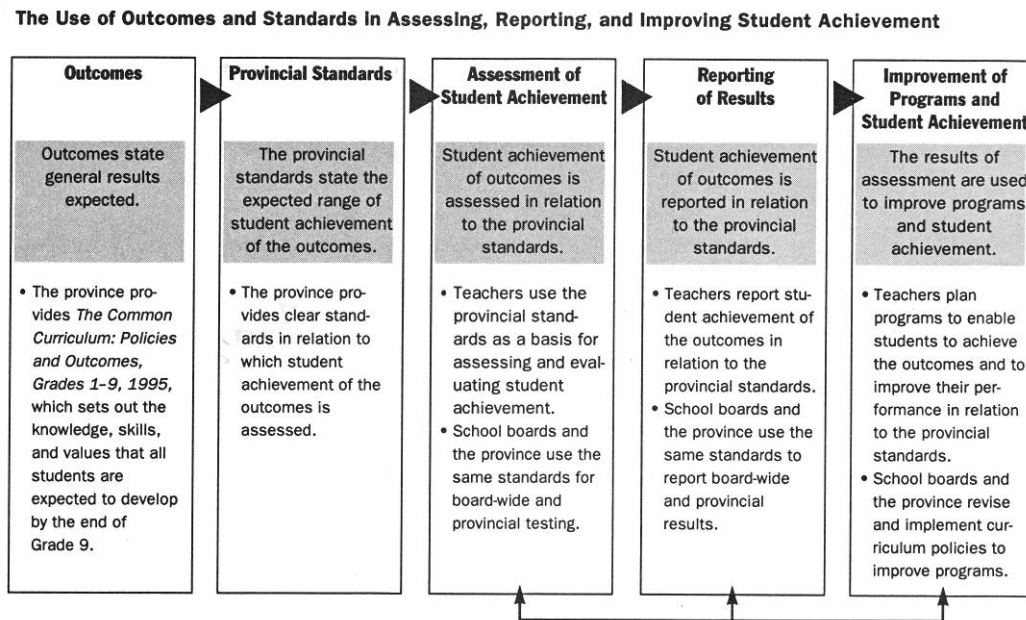 The Use of Outcomes and Standards in Assessing, Reporting, and Improving Student Achievement
Outcomes
Outcomes state
general results
expected.
• The province pro-
vides The Common
Curriculum: Policies
and Outcomes,
Grades 1–9, 1995,
which sets out the
knowledge, skills,
and values that all
students are
expected to develop
by the end of
Grade 9.
Provincial Standards
The provincial
standards state the
expected range of
student achievement
of the outcomes.
• The province pro-
vides clear stand-
ards in relation to
which student
achievement of the
outcomes is
assessed.
Assessment of
Student Achievement
Student achievement
of outcomes is
assessed in relation
to the provincial
standards.
• Teachers use the
provincial stand-
ards as a basis for
assessing and eval-
uating student
achievement.
• School boards and
the province use the
same standards for
board-wide and
provincial testing.
Reporting
of Results
Student achievement
of outcomes is
reported in relation
to the provincial
standards.
• Teachers report stu-
dent achievement of
the outcomes in
relation to the
provincial standards.
• School boards and
the province use the
same standards to
report board-wide
and provincial
results.
Improvement of
Programs and
Student Achievement
The results of
assessment are used
to improve programs
and student
achievement.
• Teachers plan
programs to enable
students to achieve
the outcomes and to
improve their per-
formance in relation
to the provincial
standards.
• School boards and
the province revise
and implement cur-
riculum policies to
improve programs.